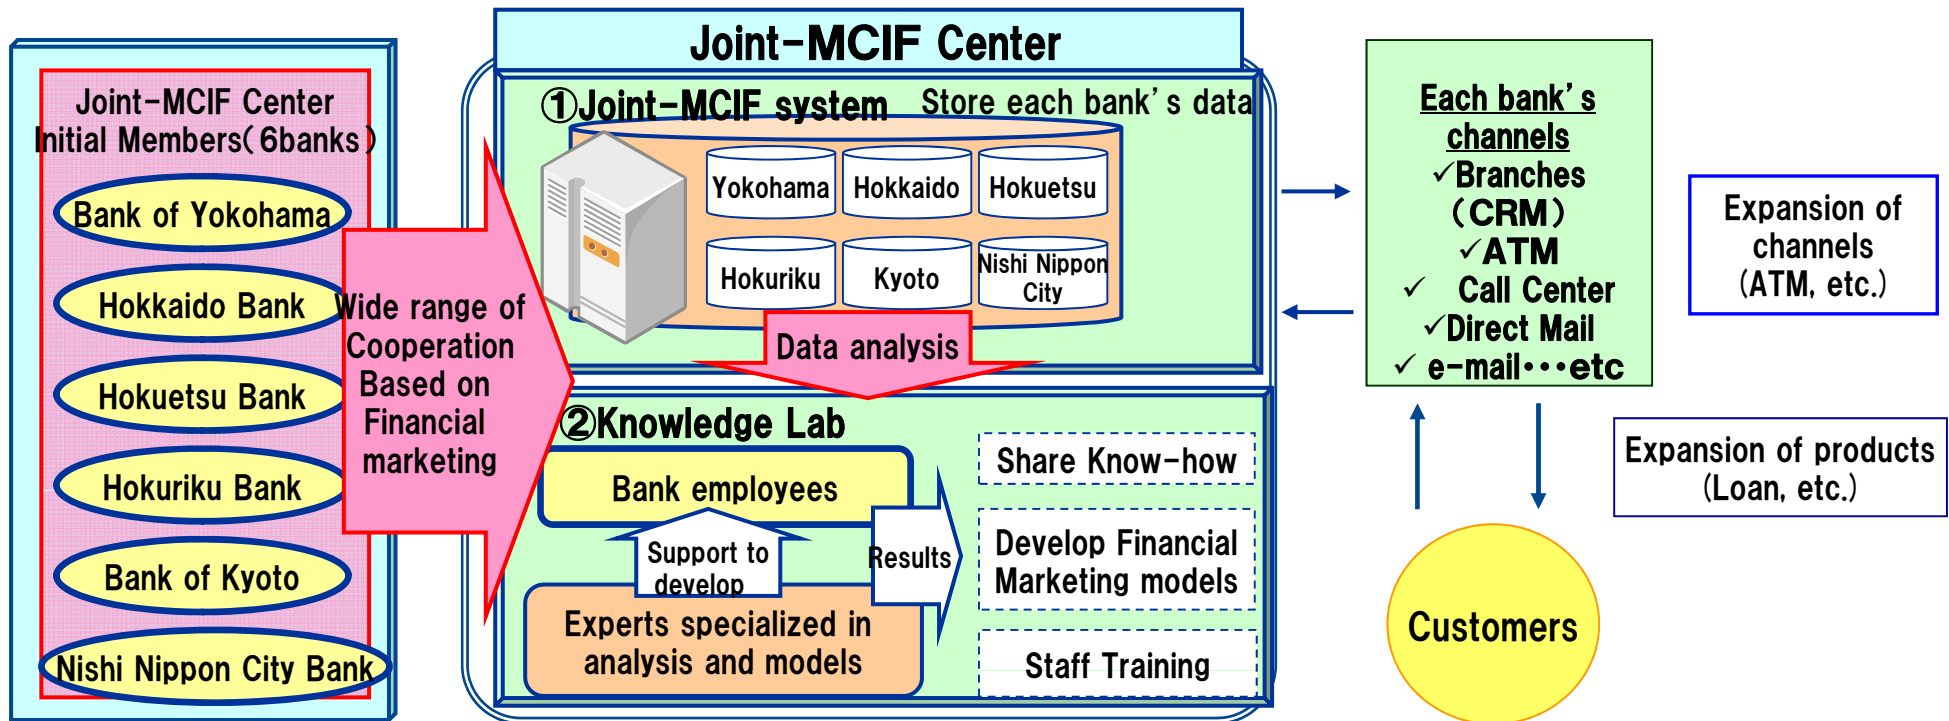 Joint-MCIF Center
Initial Members(6banks)
Bank of Yokohama
Hokkaido Bank
Hokuetsu Bank
Hokuriku Bank
Bank of Kyoto
Nishi Nippon City Bank
Wide range of
Cooperation
Based on
Financial
marketing
Joint-MCIF Center
①Joint-MCIF system
Store each bank's data
Yokohama
Hokkaido
Hokuetsu
Hokuriku
Kyoto
Nishi Nippon
City
Data analysis
②Knowledge Lab
Bank employees
Support to
develop
Experts specialized in
analysis and models
Results
Share Know-how
Develop Financial
Marketing models
Staff Training
Each bank's
channels
✓Branches
(CRM)
✓ATM
✓ Call Center
✓Direct Mail
✓ e-mail・・・etc
Customers
Expansion of
channels
(ATM, etc.)
Expansion of products
(Loan, etc.)